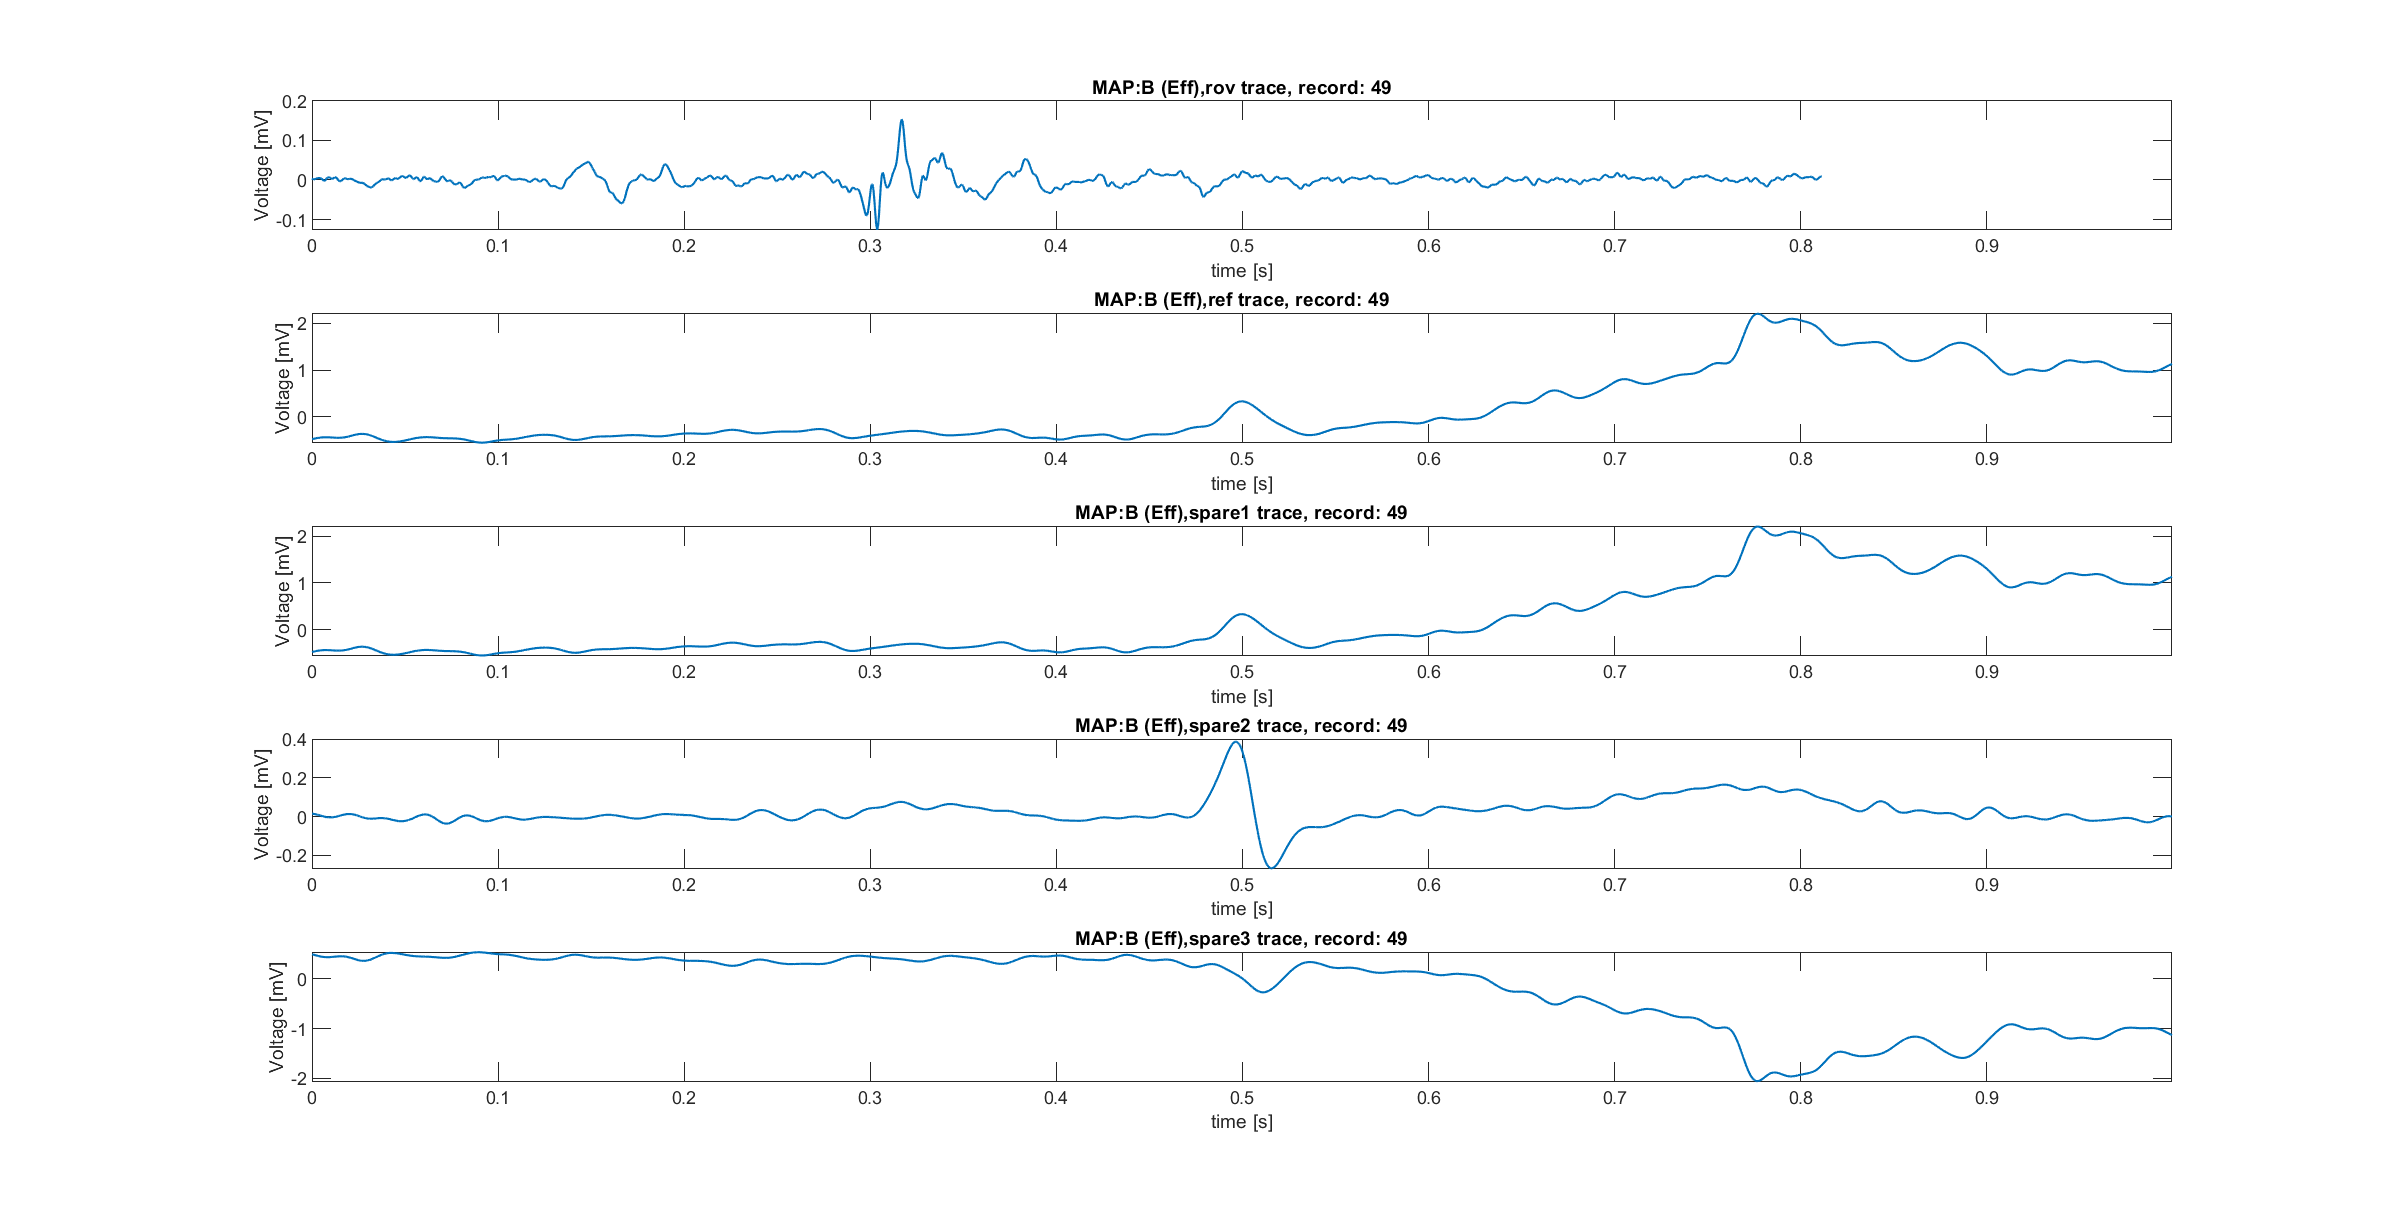 MAP:B (Eff),rov trace, record: 49
Voltage [mV]
0.2
0.1
0
-0.1
0 0.1 0.2 0.3 0.4 0.5 0.6 0.7 0.8 0.9
time [s]
MAP:B (Eff),ref trace, record: 49
Voltage [mV]
2
1
0
0 0.1 0.2 0.3 0.4 0.5 0.6 0.7 0.8 0.9
time [s]
MAP:B (Eff),spare1 trace, record: 49
Voltage [mV]
2
1
0
0 0.1 0.2 0.3 0.4 0.5 0.6 0.7 0.8 0.9
time [s]
MAP:B (Eff),spare2 trace, record: 49
Voltage [mV]
0.4
0.2
0
-0.2
0 0.1 0.2 0.3 0.4 0.5 0.6 0.7 0.8 0.9
time [s]
MAP:B (Eff),spare3 trace, record: 49
Voltage [mV]
0
-1
-2
0 0.1 0.2 0.3 0.4 0.5 0.6 0.7 0.8 0.9
time [s]